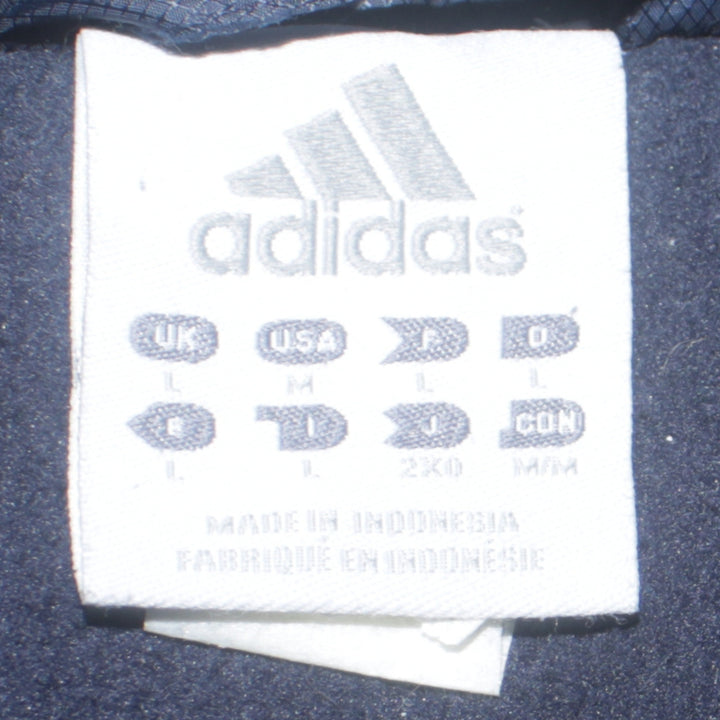 adidas
UK USA F D
L M L L
E I J CON
L L 2XO M/M
MADE IN INDONESIA
FABRIQUÉ EN INDONÉSIE